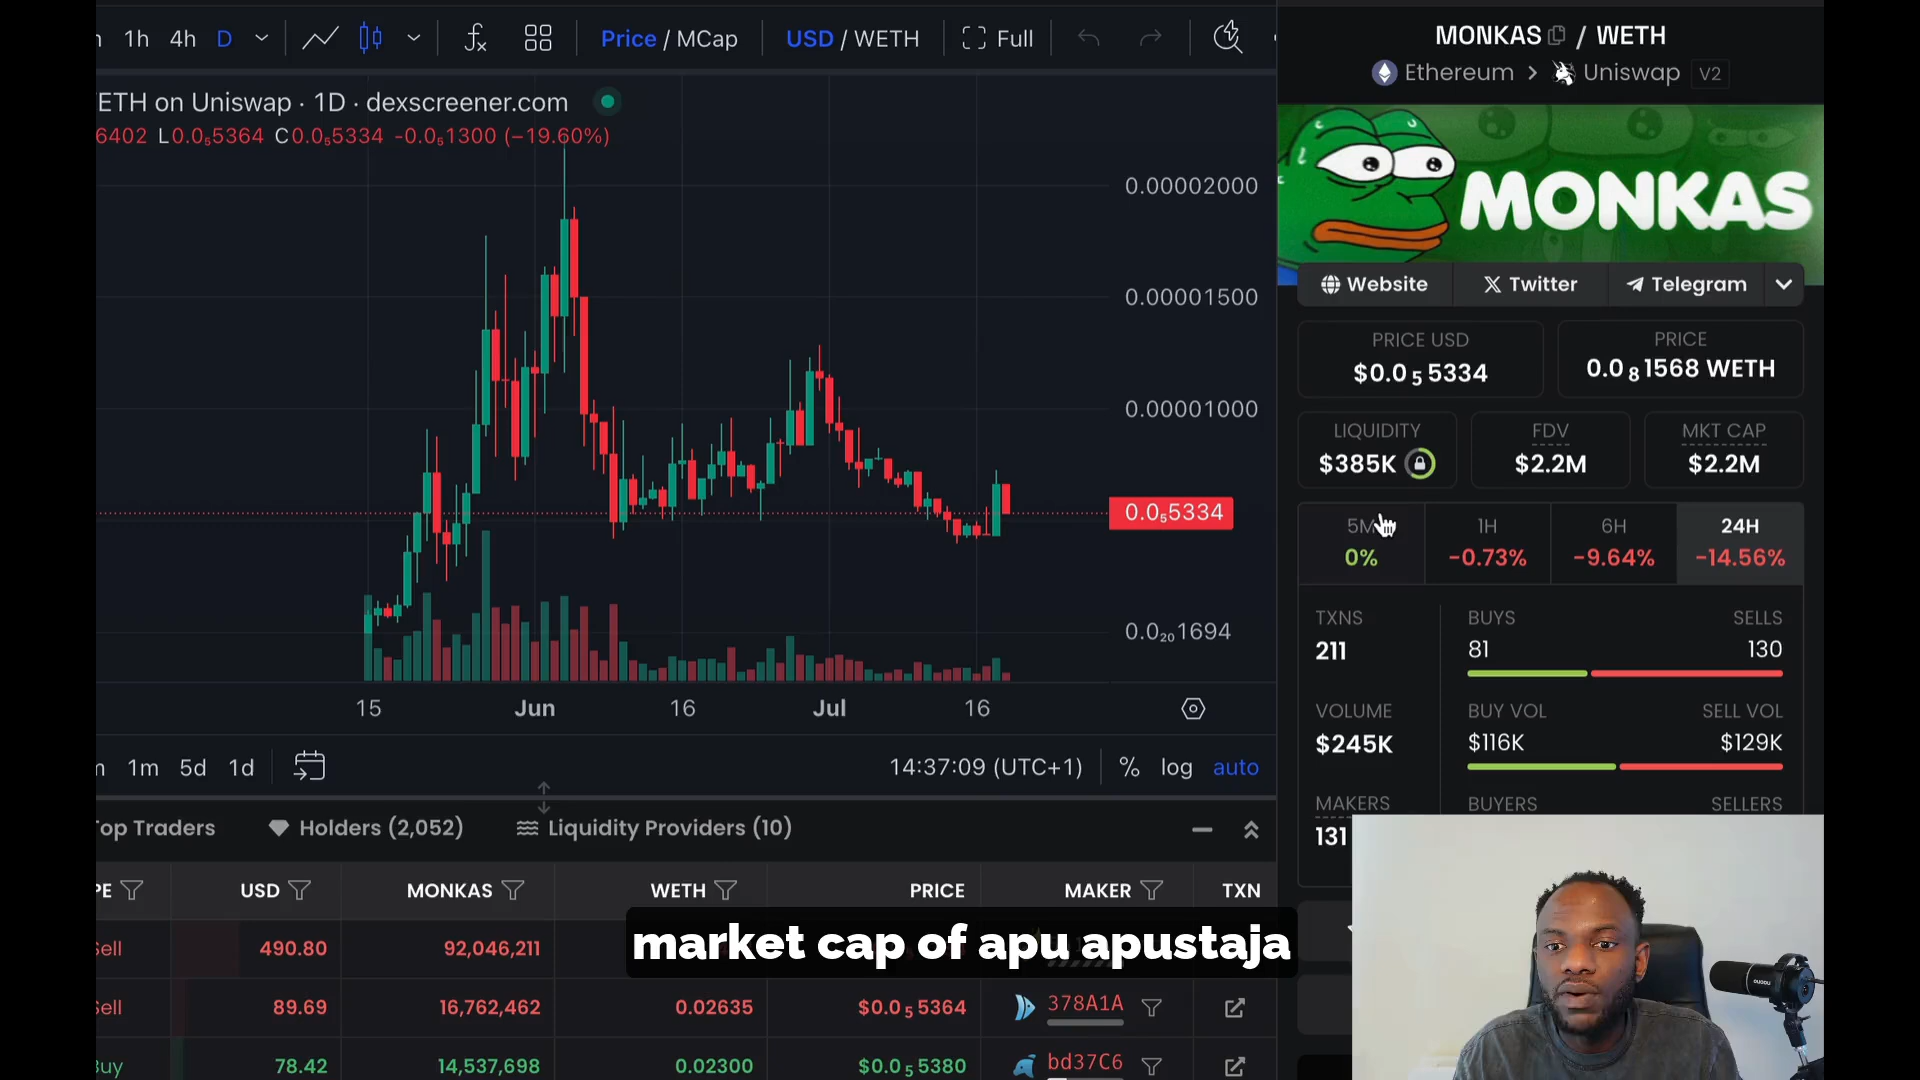 1h 4h D Price / MCap USD / WETH Full
ETH on Uniswap · 1D · dexscreener.com
6402 L0.0₅5364 C0.0₅5334 -0.0₅1300 (−19.60%)
0.00002000
0.00001500
0.00001000
0.0₅5334
0.0₂₀1694
15 Jun 16 Jul 16
1m 5d 1d 14:37:09 (UTC+1) % log auto
Top Traders Holders (2,052) Liquidity Providers (10)
PE USD MONKAS WETH PRICE MAKER TXN
Sell 490.80 92,046,211
Sell 89.69 16,762,462 0.02635 $0.0₅5364 378A1A
Buy 78.42 14,537,698 0.02300 $0.0₅5380 bd37C6
market cap of apu apustaja
MONKAS / WETH
Ethereum > Uniswap V2
MONKAS
Website Twitter Telegram
PRICE USD PRICE
$0.0₅5334 0.0₈1568 WETH
LIQUIDITY FDV MKT CAP
$385K $2.2M $2.2M
5M 1H 6H 24H
0% −0.73% −9.64% −14.56%
TXNS BUYS SELLS
211 81 130
VOLUME BUY VOL SELL VOL
$245K $116K $129K
MAKERS BUYERS SELLERS
131